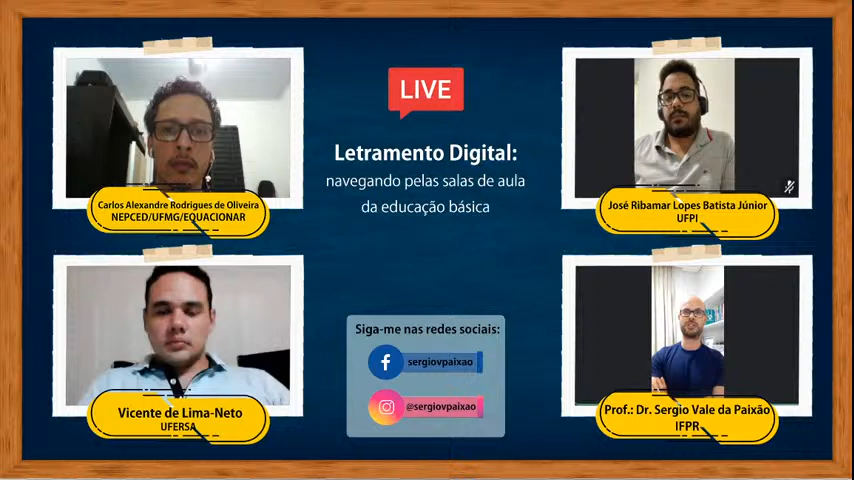 LIVE
Letramento Digital:
navegando pelas salas de aula
da educação básica
Carlos Alexandre Rodrigues de Oliveira
NEPCED/UFMG/EQUACIONAR
José Ribamar Lopes Batista Júnior
UFPI
Vicente de Lima-Neto
UFERSA
Siga-me nas redes sociais:
sergiovpaixao
@sergiovpaixao
Prof.: Dr. Sergio Vale da Paixão
IFPR